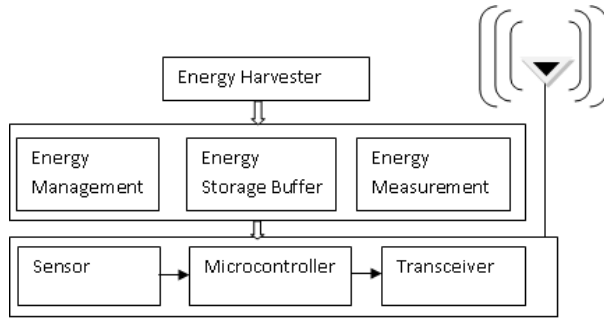 Energy Harvester
Energy
Management
Energy
Storage Buffer
Energy
Measurement
Sensor
Microcontroller
Transceiver